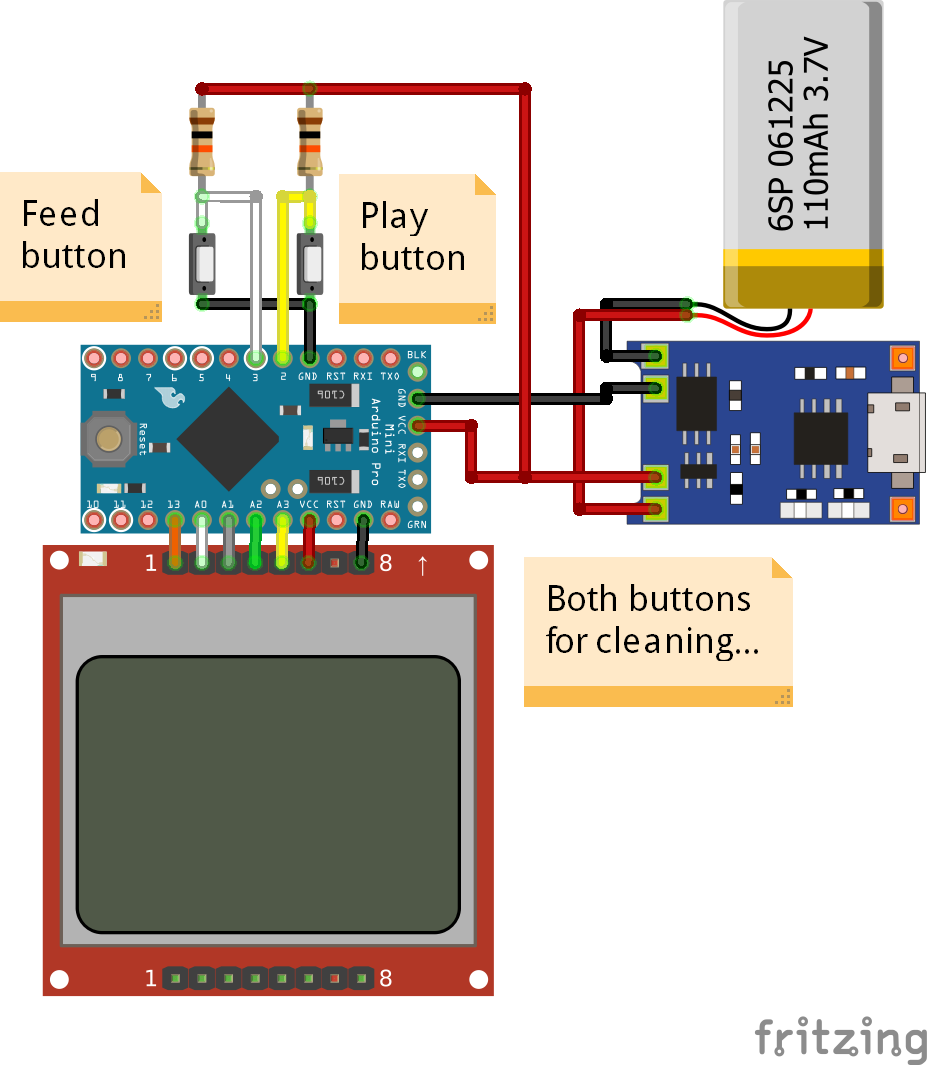 6SP 061225
110mAh 3.7V
Feed
button
Play
button
9 8 7 6 5 4 3 2 GND RST RXI TXO
BLK
GND
VCC
RXI
TXO
GRN
Arduino Pro
Mini
Reset
C106
C106
10 11 12 13 A0 A1 A2 A3 VCC RST GND RAW
1 8 ↑
Both buttons
for cleaning...
1 8
fritzing